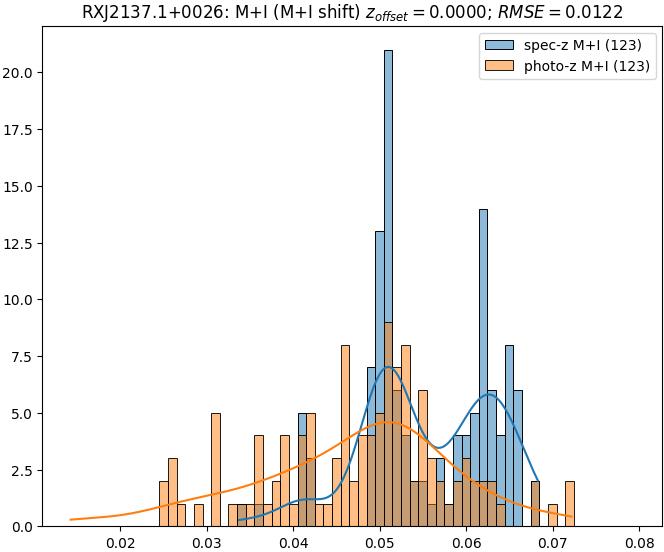 RXJ2137.1+0026: M+I (M+I shift) z_offset = 0.0000; RMSE = 0.0122
spec-z M+I (123)
photo-z M+I (123)
20.0
17.5
15.0
12.5
10.0
7.5
5.0
2.5
0.0
0.02 0.03 0.04 0.05 0.06 0.07 0.08